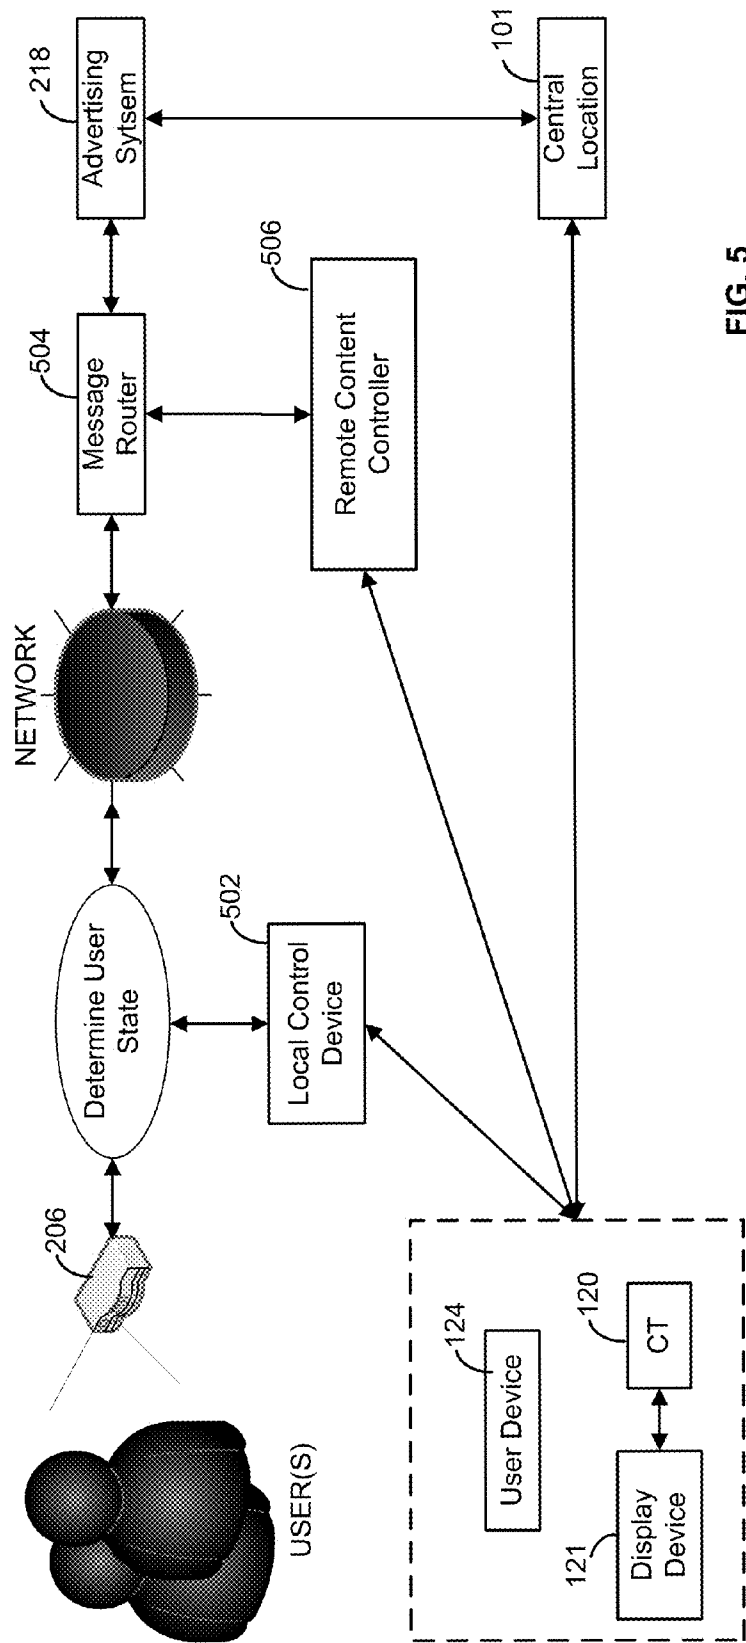 USER(S)
206
Determine User
State
NETWORK
504
Message
Router
218
Advertising
Sytsem
502
Local Control
Device
506
Remote Content
Controller
101
Central
Location
124
User Device
121
Display
Device
120
CT
FIG. 5